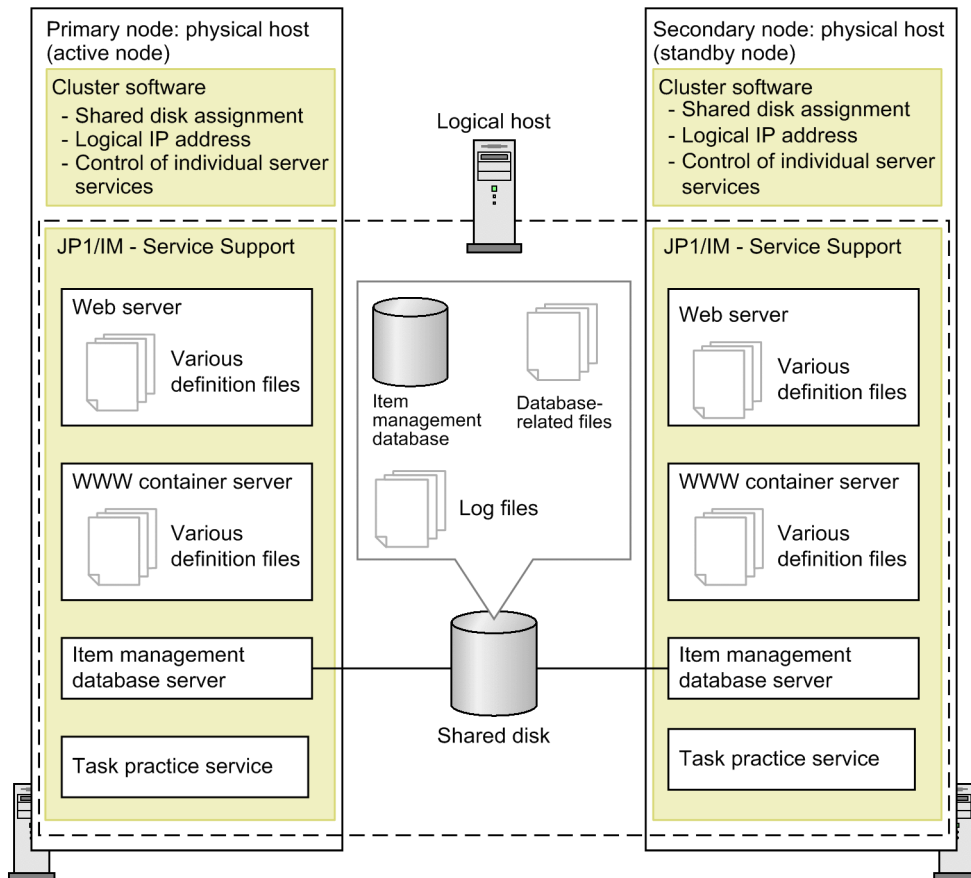 Primary node: physical host
(active node)
Cluster software
- Shared disk assignment
- Logical IP address
- Control of individual server
services
JP1/IM - Service Support
Web server
Various
definition files
WWW container server
Various
definition files
Item management
database server
Task practice service
Logical host
Item
management
database
Database-
related files
Log files
Shared disk
Secondary node: physical host
(standby node)
Cluster software
- Shared disk assignment
- Logical IP address
- Control of individual server
services
JP1/IM - Service Support
Web server
Various
definition files
WWW container server
Various
definition files
Item management
database server
Task practice service